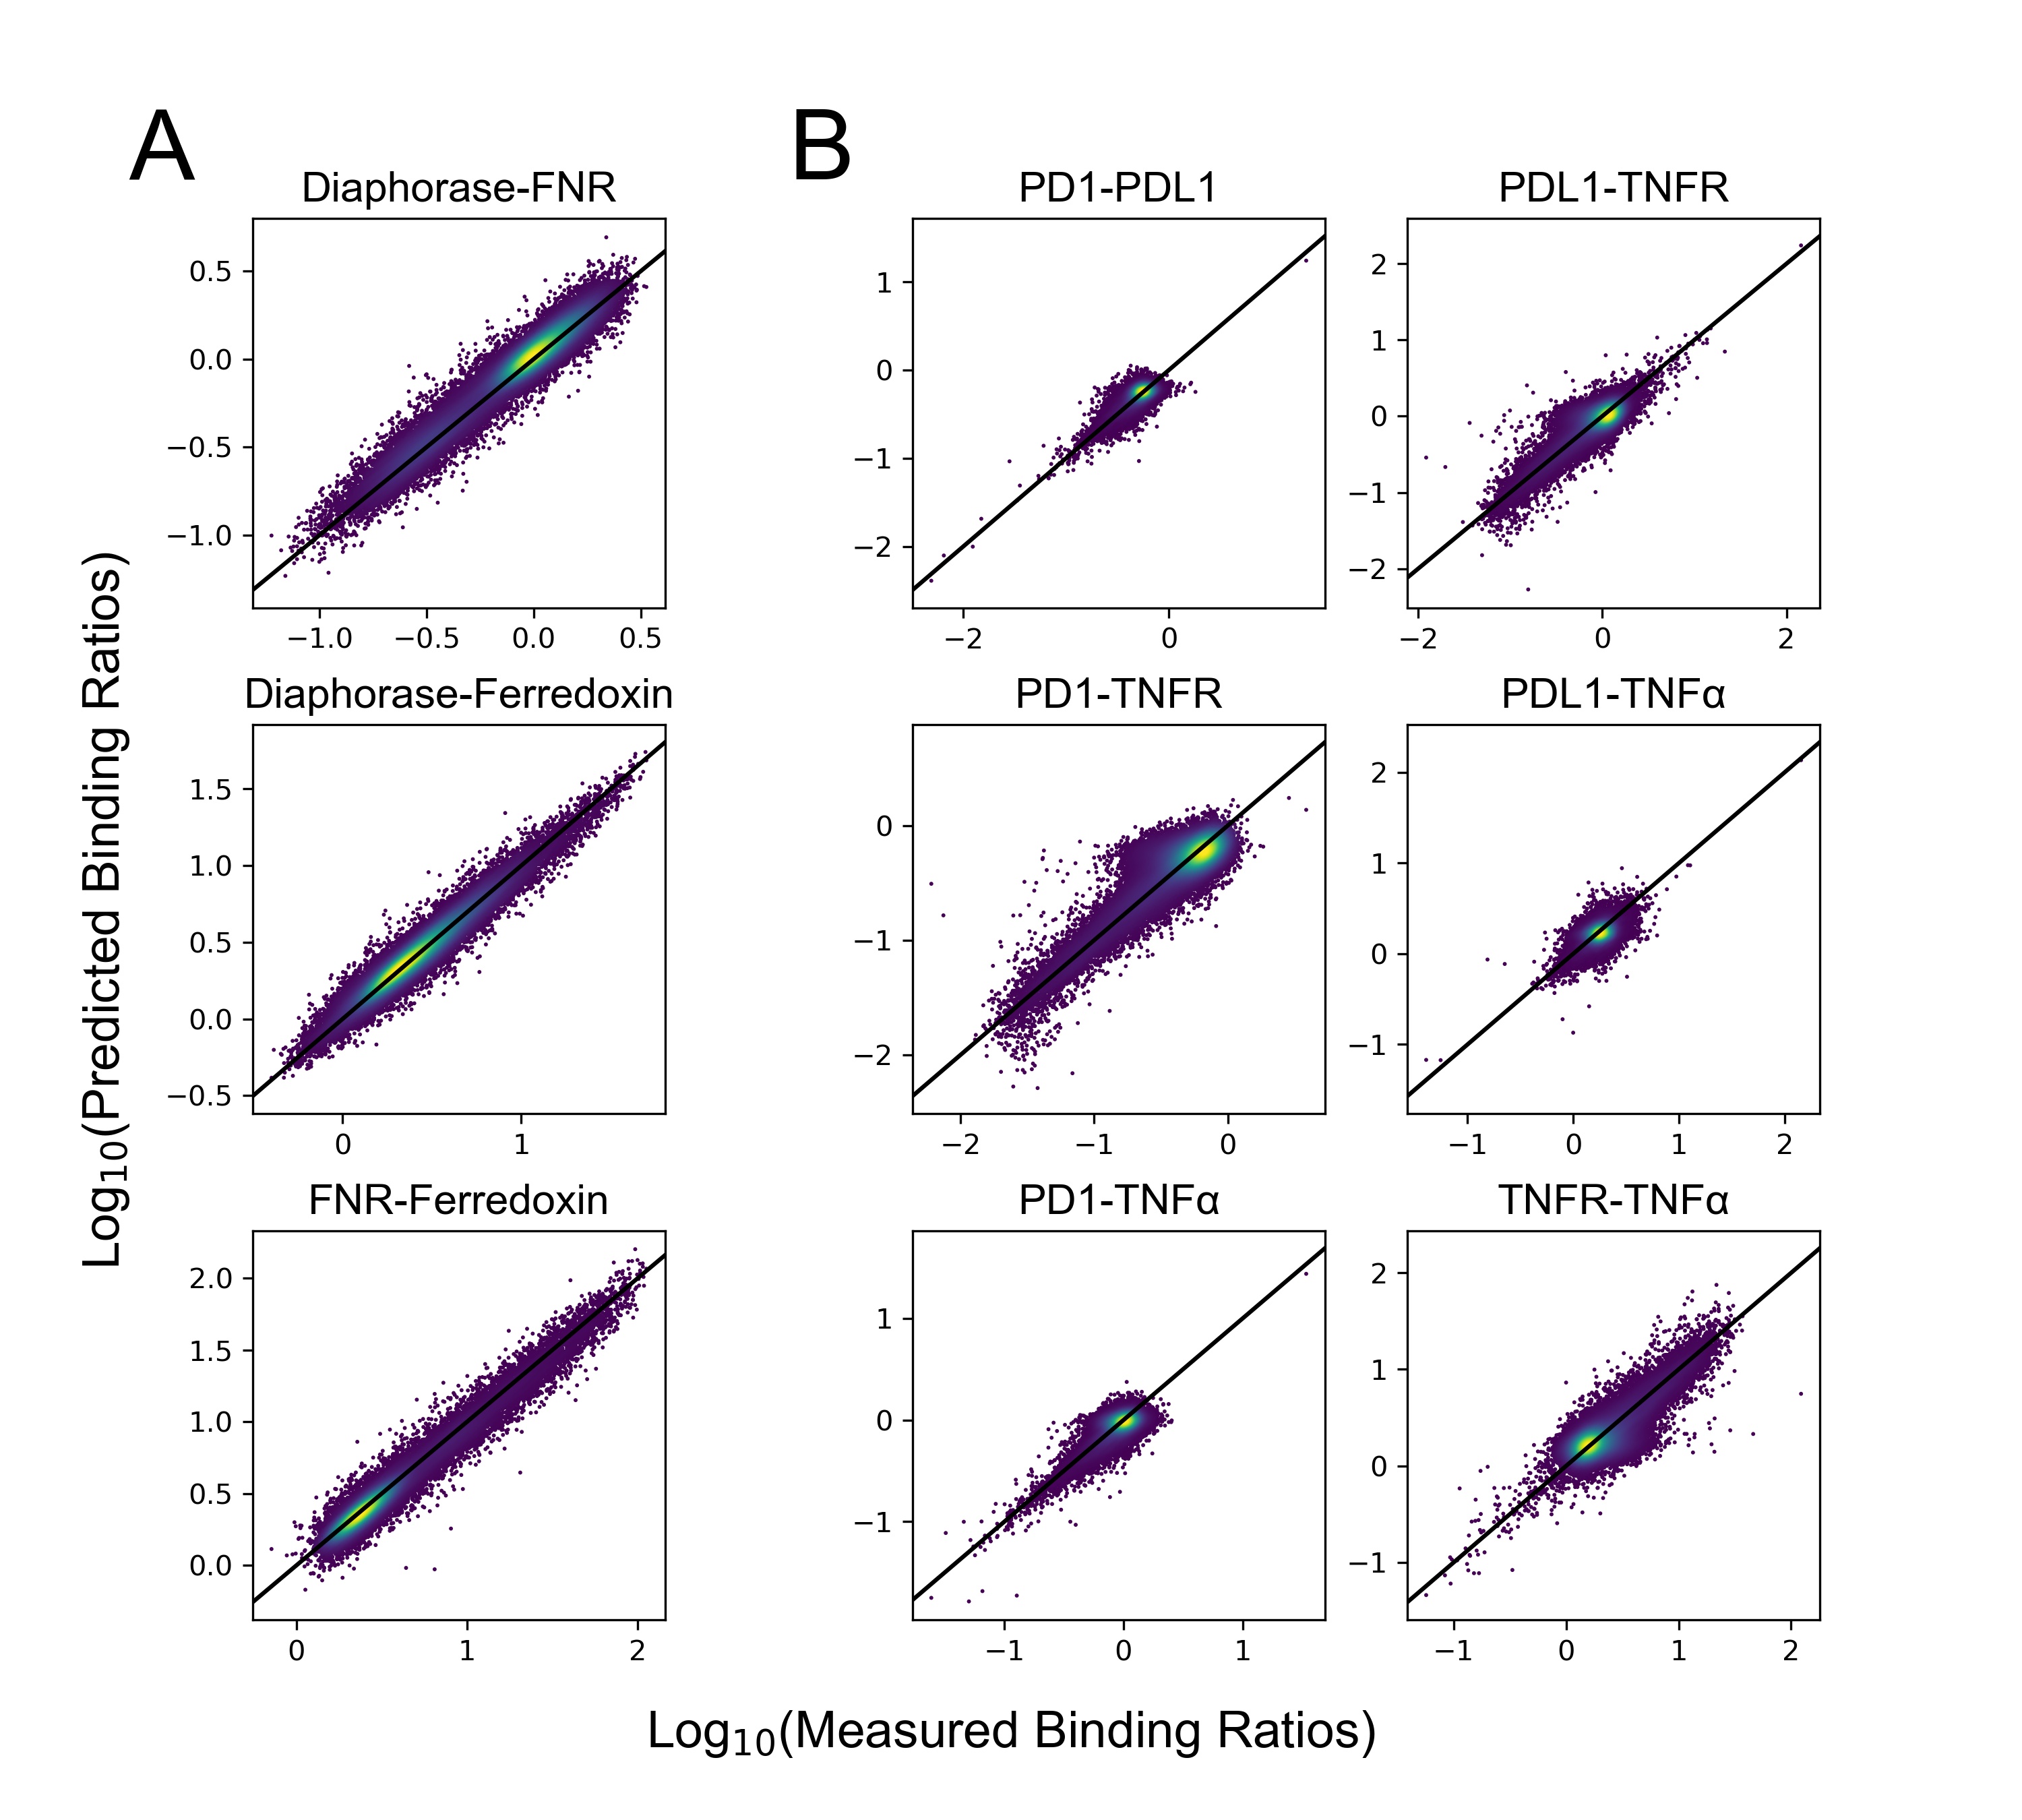 A
B
Diaphorase-FNR
0.5
0.0
−0.5
−1.0
−1.0 −0.5 0.0 0.5
PD1-PDL1
1
0
−1
−2
−2 0
PDL1-TNFR
2
1
0
−1
−2
−2 0 2
Diaphorase-Ferredoxin
1.5
1.0
0.5
0.0
−0.5
0 1
PD1-TNFR
0
−1
−2
−2 −1 0
PDL1-TNFα
2
1
0
−1
−1 0 1 2
FNR-Ferredoxin
2.0
1.5
1.0
0.5
0.0
0 1 2
PD1-TNFα
1
0
−1
−1 0 1
TNFR-TNFα
2
1
0
−1
−1 0 1 2
Log₁₀(Predicted Binding Ratios)
Log₁₀(Measured Binding Ratios)